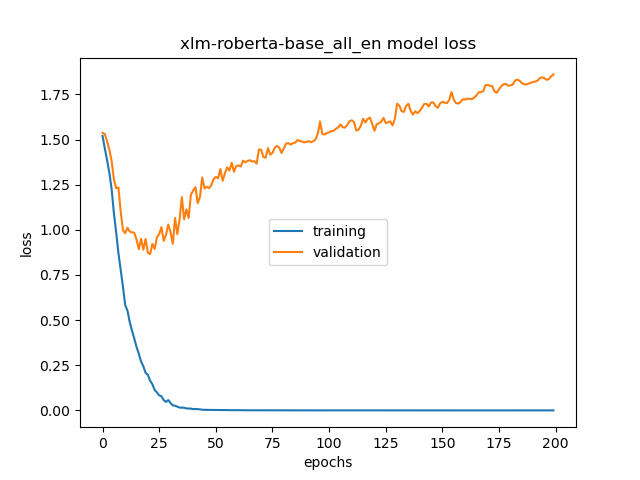 xlm-roberta-base_all_en model loss
1.75
1.50
1.25
1.00
0.75
0.50
0.25
0.00
loss
training
validation
0 25 50 75 100 125 150 175 200
epochs